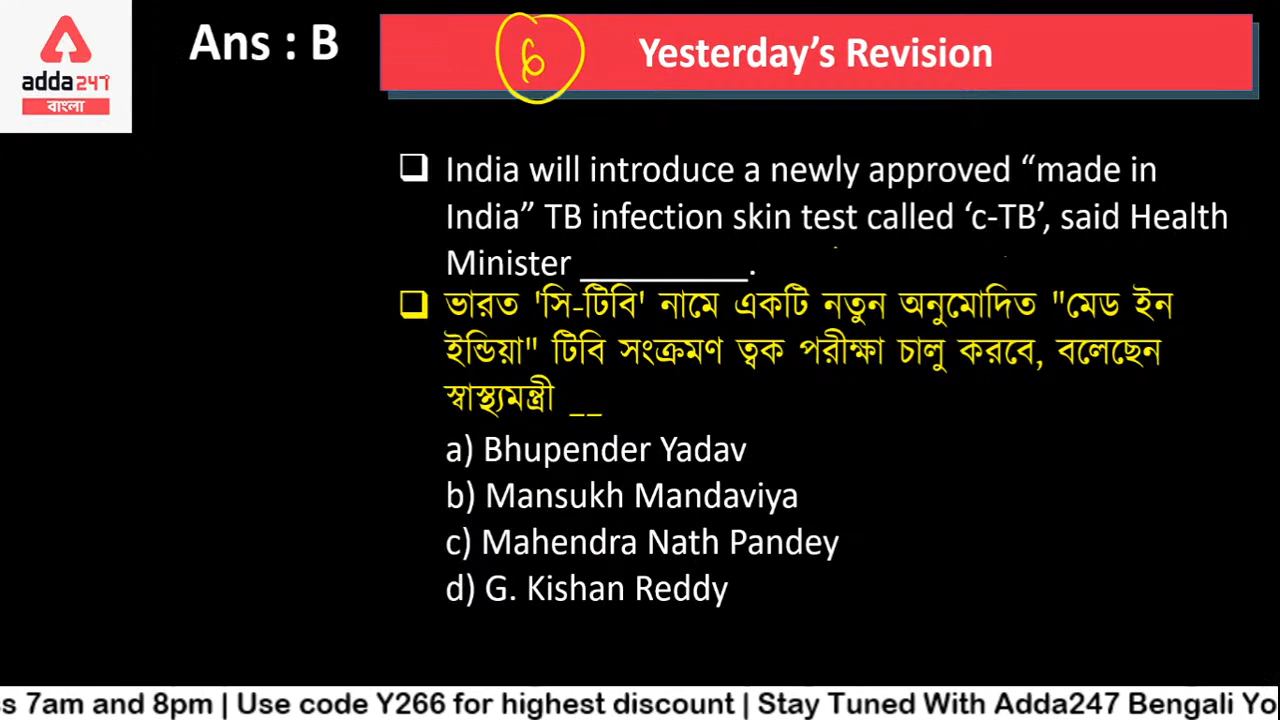 Ans : B
Yesterday's Revision
adda247
বাংলা
India will introduce a newly approved “made in
India” TB infection skin test called ‘c-TB’, said Health
Minister __________.
ভারত 'সি-টিবি' নামে একটি নতুন অনুমোদিত "মেড ইন
ইন্ডিয়া" টিবি সংক্রমণ ত্বক পরীক্ষা চালু করবে, বলেছেন
স্বাস্থ্যমন্ত্রী __
a) Bhupender Yadav
b) Mansukh Mandaviya
c) Mahendra Nath Pandey
d) G. Kishan Reddy
s 7am and 8pm | Use code Y266 for highest discount | Stay Tuned With Adda247 Bengali Yo